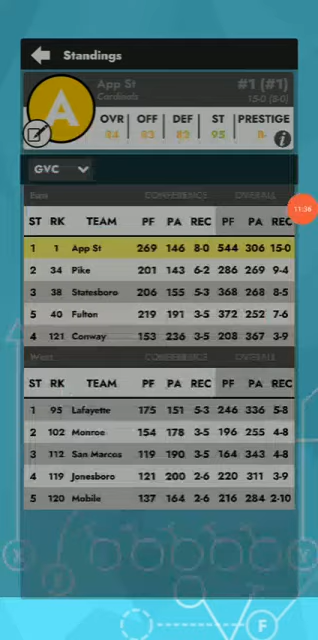 Standings
App St #1 (#1)
Cardinals 15-0 (8-0)
A
OVR OFF DEF ST PRESTIGE
84 83 82 95 B-
GVC
East CONFERENCE OVERALL
ST RK TEAM PF PA REC PF PA REC
1 1 App St 269 146 8-0 544 306 15-0
2 34 Pike 201 143 6-2 286 269 9-4
3 38 Statesboro 206 155 5-3 368 268 8-5
5 40 Fulton 219 191 3-5 372 252 7-6
4 121 Conway 153 236 3-5 208 367 3-9
West CONFERENCE OVERALL
ST RK TEAM PF PA REC PF PA REC
1 95 Lafayette 175 151 5-3 246 336 5-8
2 102 Monroe 154 178 3-5 196 255 4-8
3 112 San Marcos 119 190 3-5 164 343 4-8
4 119 Jonesboro 121 200 2-6 220 311 3-9
5 120 Mobile 137 164 2-6 216 284 2-10
X Y
F